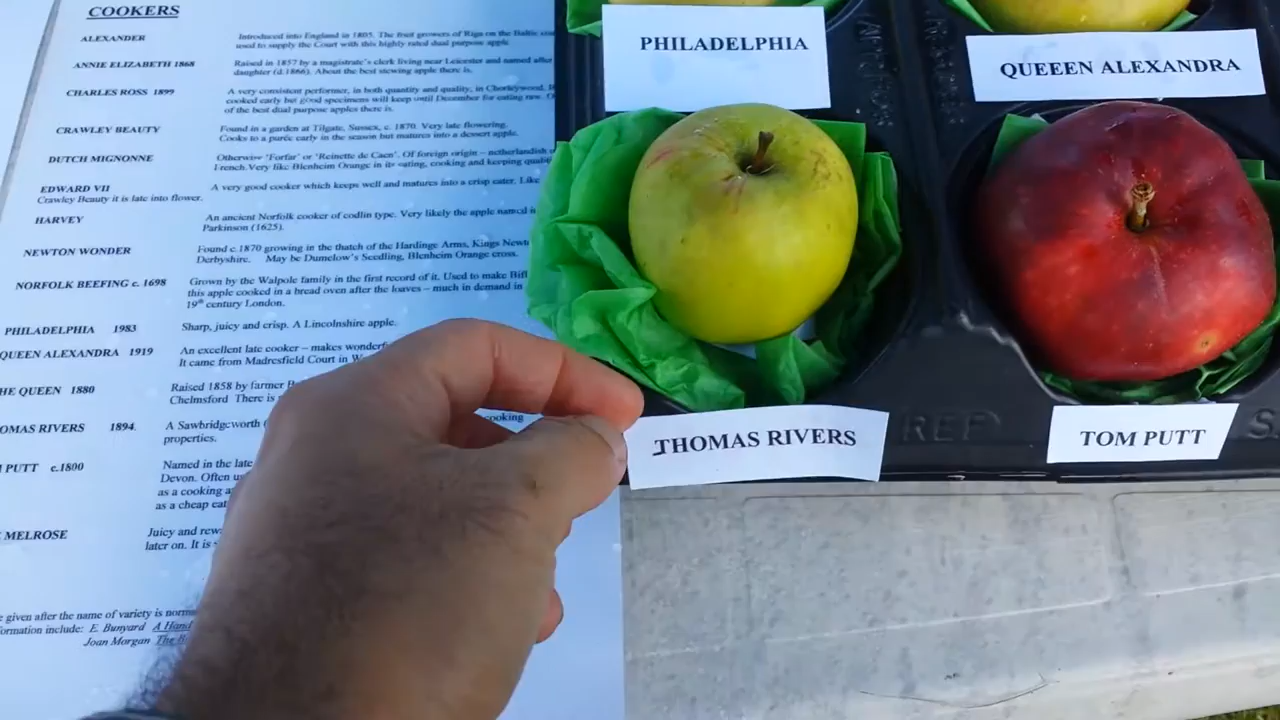 COOKERS
ALEXANDER Introduced into England in 1805. The fruit growers of Riga on the Baltic
used to supply the Court with this highly rated dual purpose apple.
ANNIE ELIZABETH 1868 Raised in 1857 by a magistrate's clerk living near Leicester and named after
daughter (d.1866). About the best stewing apple there is.
CHARLES ROSS 1899 A very consistent performer, in both quantity and quality, in Chorleywood.
cooked early but good specimens will keep until December for eating raw.
of the best dual purpose apples there is.
CRAWLEY BEAUTY Found in a garden at Tilgate, Sussex, c. 1870. Very late flowering.
Cooks to a purée early in the season but matures into a dessert apple.
DUTCH MIGNONNE Otherwise 'Forfar' or 'Reinette de Caen'. Of foreign origin – netherlandish
French. Very like Blenheim Orange in its eating, cooking and keeping
EDWARD VII A very good cooker which keeps well and matures into a crisp eater. Like
Crawley Beauty it is late into flower.
HARVEY An ancient Norfolk cooker of codlin type. Very likely the apple named
Parkinson (1625).
NEWTON WONDER Found c.1870 growing in the thatch of the Hardinge Arms, Kings
Derbyshire. May be Dumelow's Seedling, Blenheim Orange cross.
NORFOLK BEEFING c. 1698 Grown by the Walpole family in the first record of it. Used to make
this apple cooked in a bread oven after the loaves – much in demand in
19th century London.
PHILADELPHIA 1983 Sharp, juicy and crisp. A Lincolnshire apple.
QUEEN ALEXANDRA 1919 An excellent late cooker – makes
It came from Madresfield Court in
HE QUEEN 1880 Raised 1858 by farmer
Chelmsford There is
OMAS RIVERS 1894. A Sawbridgeworth cooking
properties.
PUTT c.1800 Named in the late
Devon. Often
as a cooking
as a cheap
MELROSE Juicy and
later on. It is
given after the name of variety is
include: E. Bunyard A
Joan Morgan The
PHILADELPHIA
QUEEEN ALEXANDRA
THOMAS RIVERS
TOM PUTT
REF